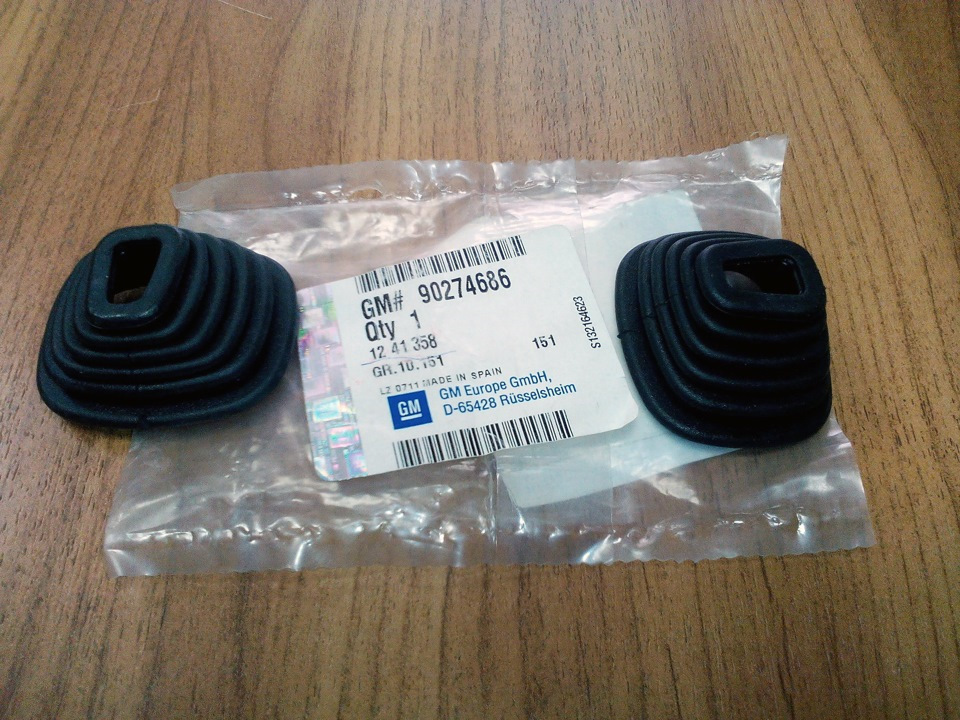 GM# 90274686
Qty 1
12 41 358
151
GR.10.151
LZ 0711 MADE IN SPAIN
GM
GM Europe GmbH,
D-65428 Rüsselsheim
S132164623